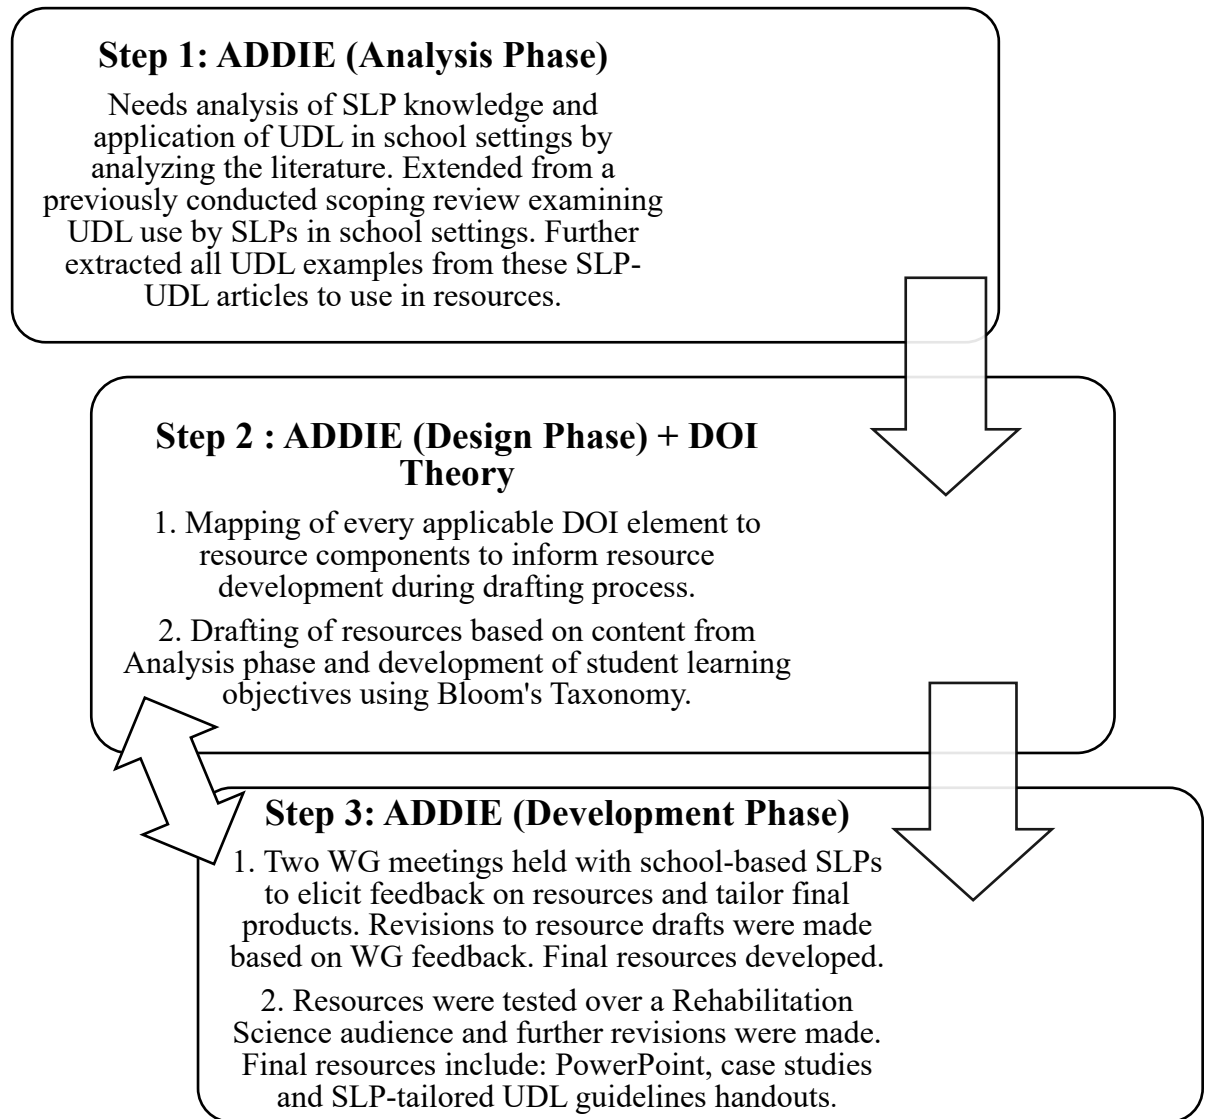 Step 1: ADDIE (Analysis Phase)
Needs analysis of SLP knowledge and
application of UDL in school settings by
analyzing the literature. Extended from a
previously conducted scoping review examining
UDL use by SLPs in school settings. Further
extracted all UDL examples from these SLP-
UDL articles to use in resources.
Step 2 : ADDIE (Design Phase) + DOI
Theory
1. Mapping of every applicable DOI element to
resource components to inform resource
development during drafting process.
2. Drafting of resources based on content from
Analysis phase and development of student learning
objectives using Bloom's Taxonomy.
Step 3: ADDIE (Development Phase)
1. Two WG meetings held with school-based SLPs
to elicit feedback on resources and tailor final
products. Revisions to resource drafts were made
based on WG feedback. Final resources developed.
2. Resources were tested over a Rehabilitation
Science audience and further revisions were made.
Final resources include: PowerPoint, case studies
and SLP-tailored UDL guidelines handouts.